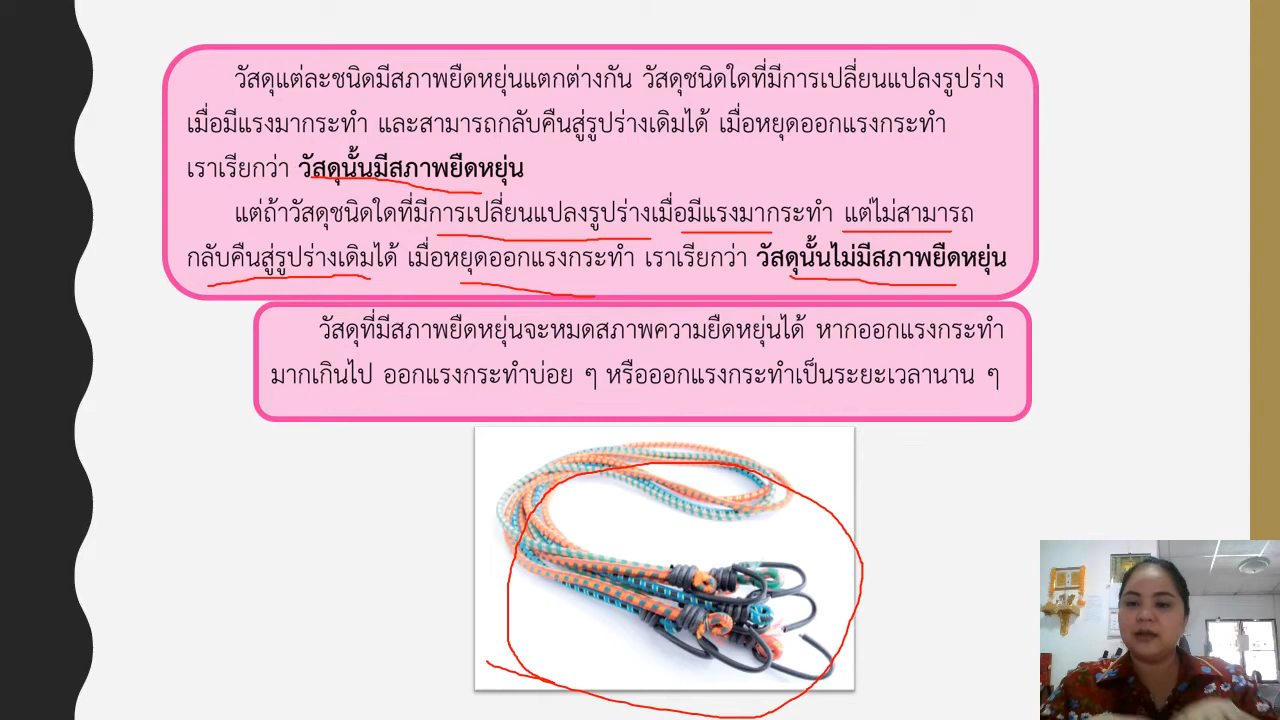 วัสดุแต่ละชนิดมีสภาพยืดหยุ่นแตกต่างกัน วัสดุชนิดใดที่มีการเปลี่ยนแปลงรูปร่าง
เมื่อมีแรงมากระทำ และสามารถกลับคืนสู่รูปร่างเดิมได้ เมื่อหยุดออกแรงกระทำ
เราเรียกว่า วัสดุนั้นมีสภาพยืดหยุ่น
แต่ถ้าวัสดุชนิดใดที่มีการเปลี่ยนแปลงรูปร่างเมื่อมีแรงมากระทำ แต่ไม่สามารถ
กลับคืนสู่รูปร่างเดิมได้ เมื่อหยุดออกแรงกระทำ เราเรียกว่า วัสดุนั้นไม่มีสภาพยืดหยุ่น
วัสดุที่มีสภาพยืดหยุ่นจะหมดสภาพความยืดหยุ่นได้ หากออกแรงกระทำ
มากเกินไป ออกแรงกระทำบ่อย ๆ หรือออกแรงกระทำเป็นระยะเวลานาน ๆ